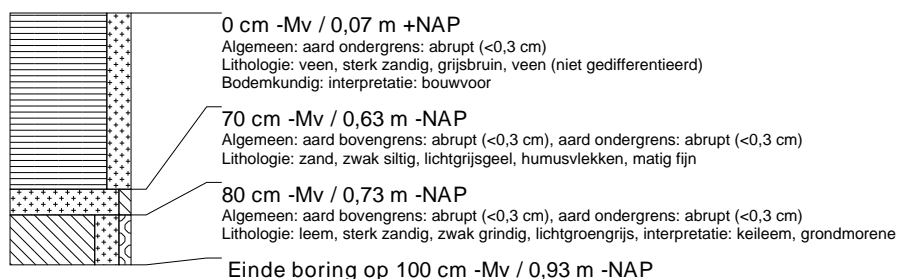 0 cm -Mv / 0,07 m +NAP
Algemeen: aard ondergrens: abrupt (<0,3 cm)
Lithologie: veen, sterk zandig, grijsbruin, veen (niet gedifferentieerd)
Bodemkundig: interpretatie: bouwvoor
70 cm -Mv / 0,63 m -NAP
Algemeen: aard bovengrens: abrupt (<0,3 cm), aard ondergrens: abrupt (<0,3 cm)
Lithologie: zand, zwak siltig, lichtgrijsgeel, humusvlekken, matig fijn
80 cm -Mv / 0,73 m -NAP
Algemeen: aard bovengrens: abrupt (<0,3 cm), aard ondergrens: abrupt (<0,3 cm)
Lithologie: leem, sterk zandig, zwak grindig, lichtgroengrijs, interpretatie: keileem, grondmorene
Einde boring op 100 cm -Mv / 0,93 m -NAP